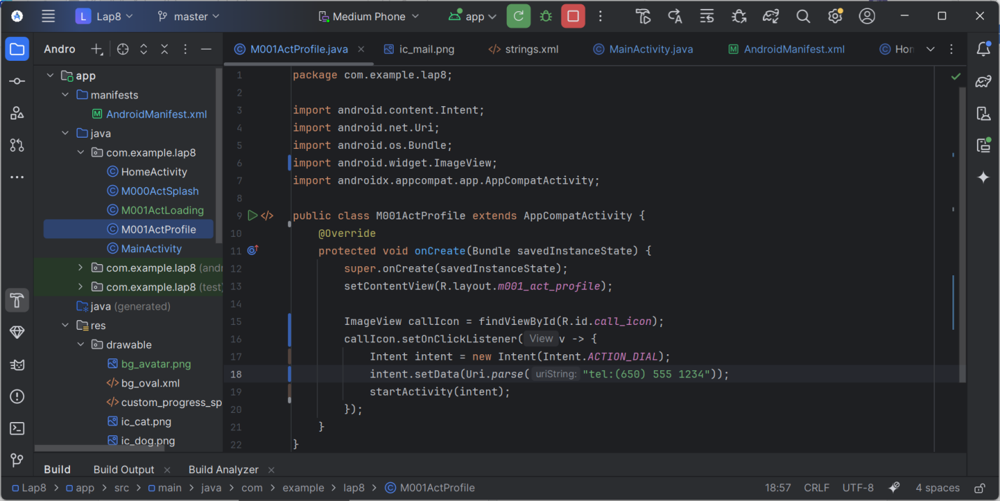 L Lap8 master Medium Phone app
Andro
M001ActProfile.java ic_mail.png strings.xml MainActivity.java AndroidManifest.xml Hon
app
manifests
AndroidManifest.xml
java
com.example.lap8
HomeActivity
M000ActSplash
M001ActLoading
M001ActProfile
MainActivity
com.example.lap8 (andr
com.example.lap8 (test)
java (generated)
res
drawable
bg_avatar.png
bg_oval.xml
custom_progress_sp
ic_cat.png
ic_dog.png
1 package com.example.lap8;
2
3 import android.content.Intent;
4 import android.net.Uri;
5 import android.os.Bundle;
6 import android.widget.ImageView;
7 import androidx.appcompat.app.AppCompatActivity;
8
9 public class M001ActProfile extends AppCompatActivity {
10 @Override
11 protected void onCreate(Bundle savedInstanceState) {
12 super.onCreate(savedInstanceState);
13 setContentView(R.layout.m001_act_profile);
14
15 ImageView callIcon = findViewById(R.id.call_icon);
16 callIcon.setOnClickListener( View v -> {
17 Intent intent = new Intent(Intent.ACTION_DIAL);
18 intent.setData(Uri.parse( uriString: "tel:(650) 555 1234"));
19 startActivity(intent);
20 });
21 }
22 }
Build Build Output Build Analyzer
Lap8 > app > src > main > java > com > example > lap8 > M001ActProfile 18:57 CRLF UTF-8 4 spaces